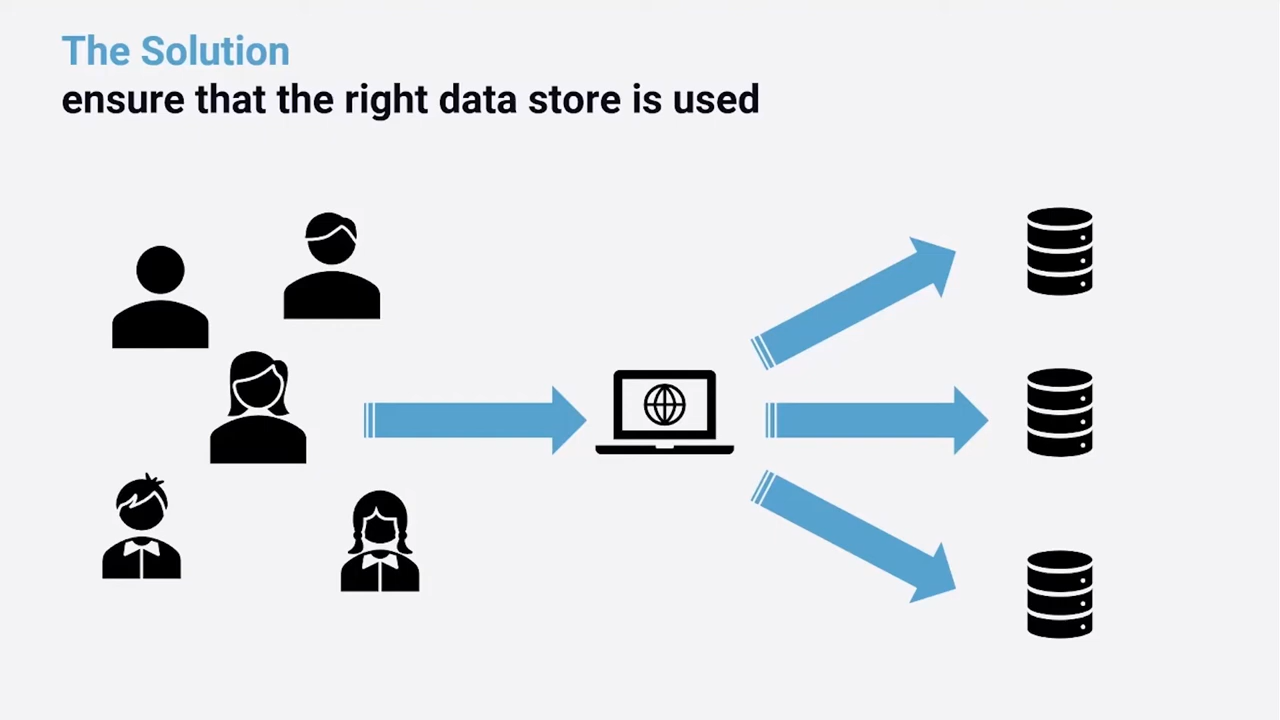 The Solution
ensure that the right data store is used